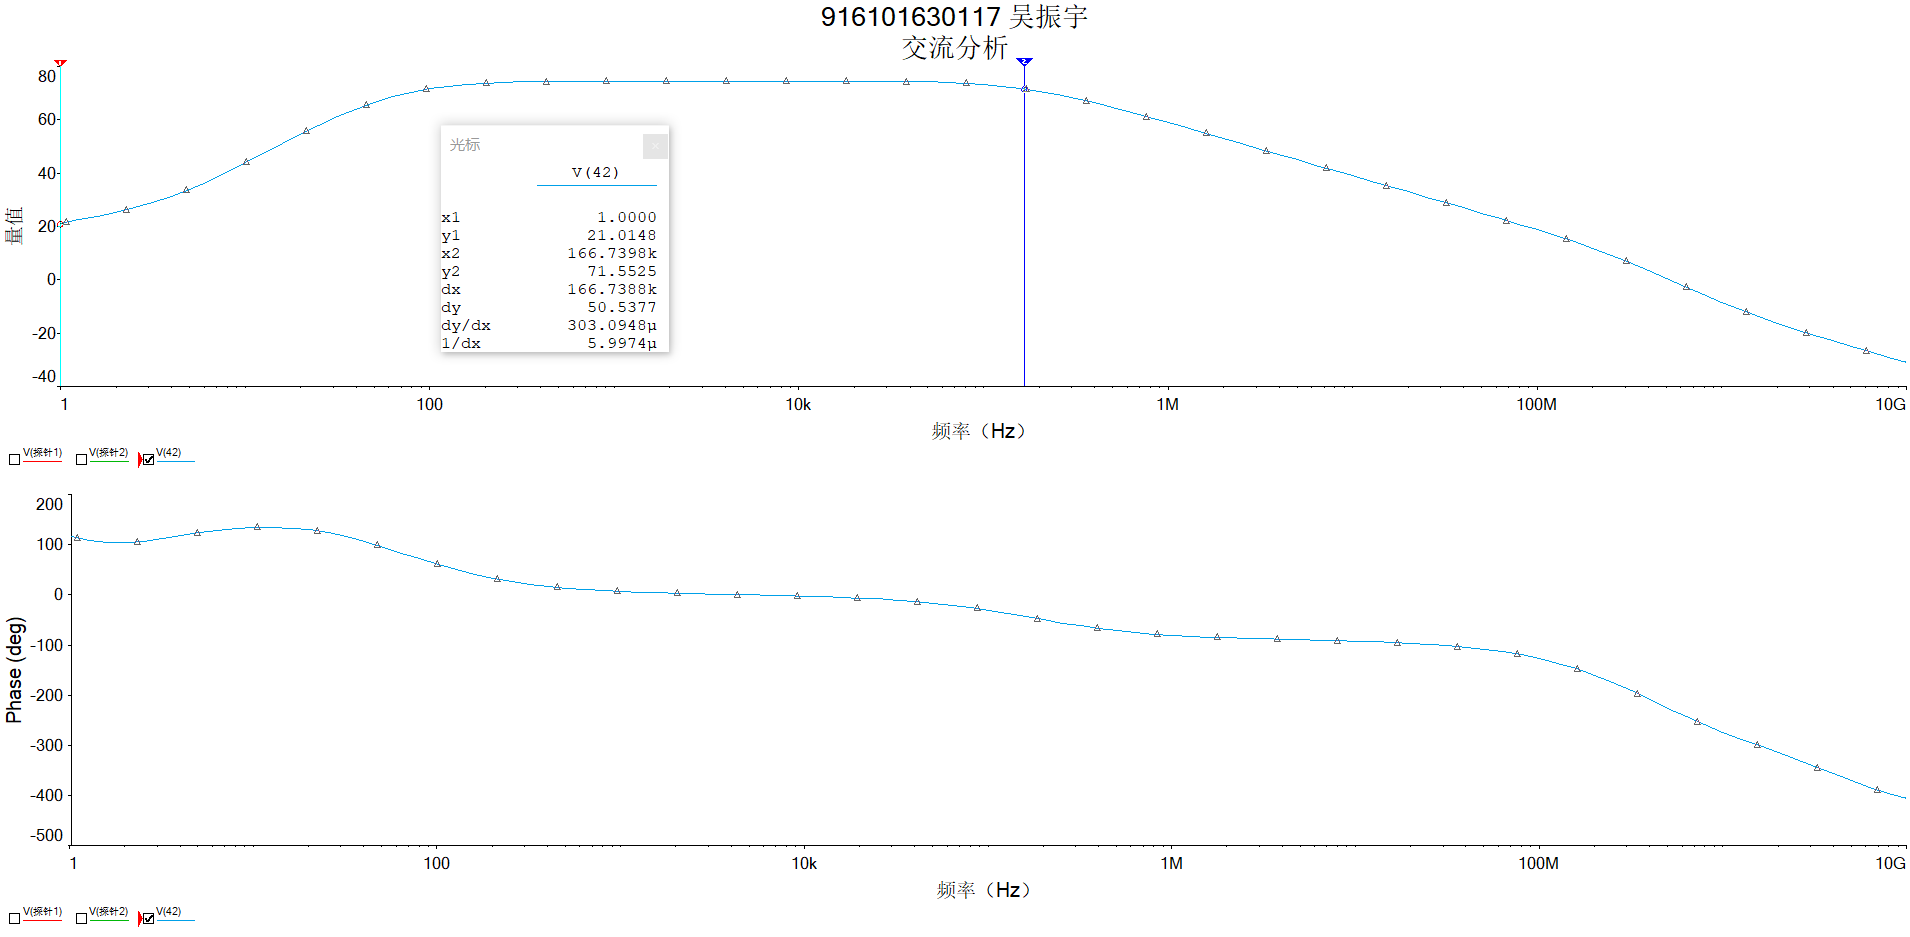 916101630117 吴振宇
交流分析
80
60
40
20
0
-20
-40
量值
光标
×
V(42)
x1 1.0000
y1 21.0148
x2 166.7398k
y2 71.5525
dx 166.7388k
dy 50.5377
dy/dx 303.0948µ
1/dx 5.9974µ
1 100 10k 1M 100M 10G
频率（Hz）
V(探针1) V(探针2) V(42)
200
100
0
-100
-200
-300
-400
-500
Phase (deg)
1 100 10k 1M 100M 10G
频率（Hz）
V(探针1) V(探针2) V(42)